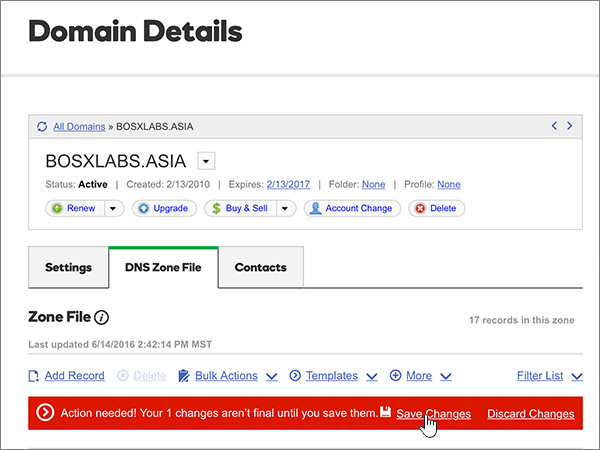 Domain Details
All Domains » BOSXLABS.ASIA
BOSXLABS.ASIA
Status: Active | Created: 2/13/2010 | Expires: 2/13/2017 | Folder: None | Profile: None
Renew Upgrade Buy & Sell Account Change Delete
Settings DNS Zone File Contacts
Zone File 17 records in this zone
Last updated 6/14/2016 2:42:14 PM MST
Add Record Delete Bulk Actions Templates More Filter List
Action needed! Your 1 changes aren't final until you save them. Save Changes Discard Changes